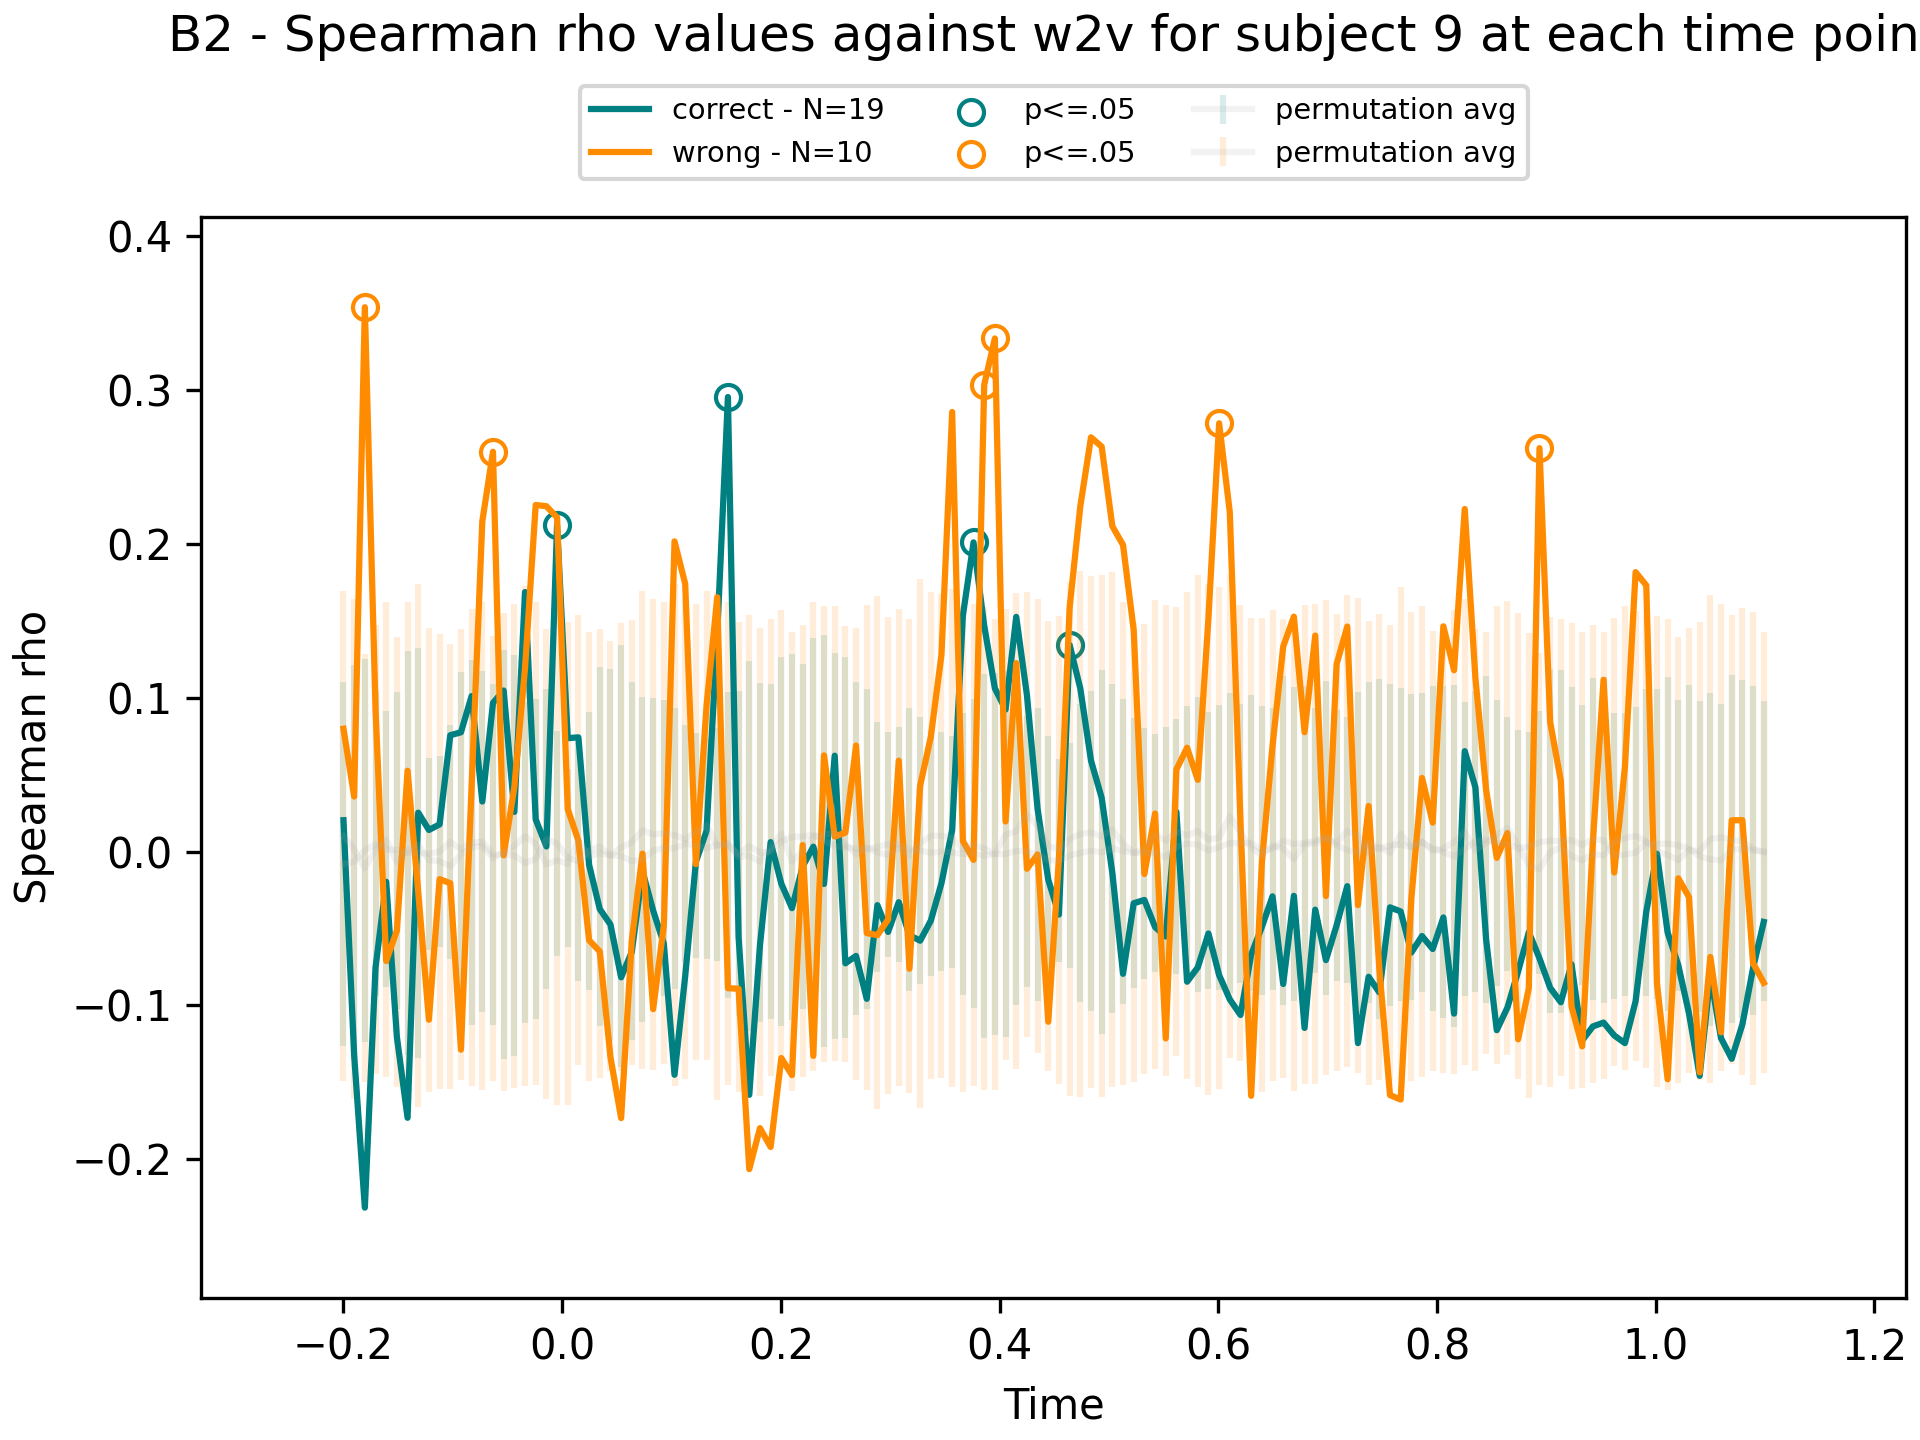 B2 - Spearman rho values against w2v for subject 9 at each time poin
correct - N=19
wrong - N=10
p<=.05
p<=.05
permutation avg
permutation avg
0.4
0.3
0.2
0.1
0.0
−0.1
−0.2
Spearman rho
−0.2 0.0 0.2 0.4 0.6 0.8 1.0 1.2
Time